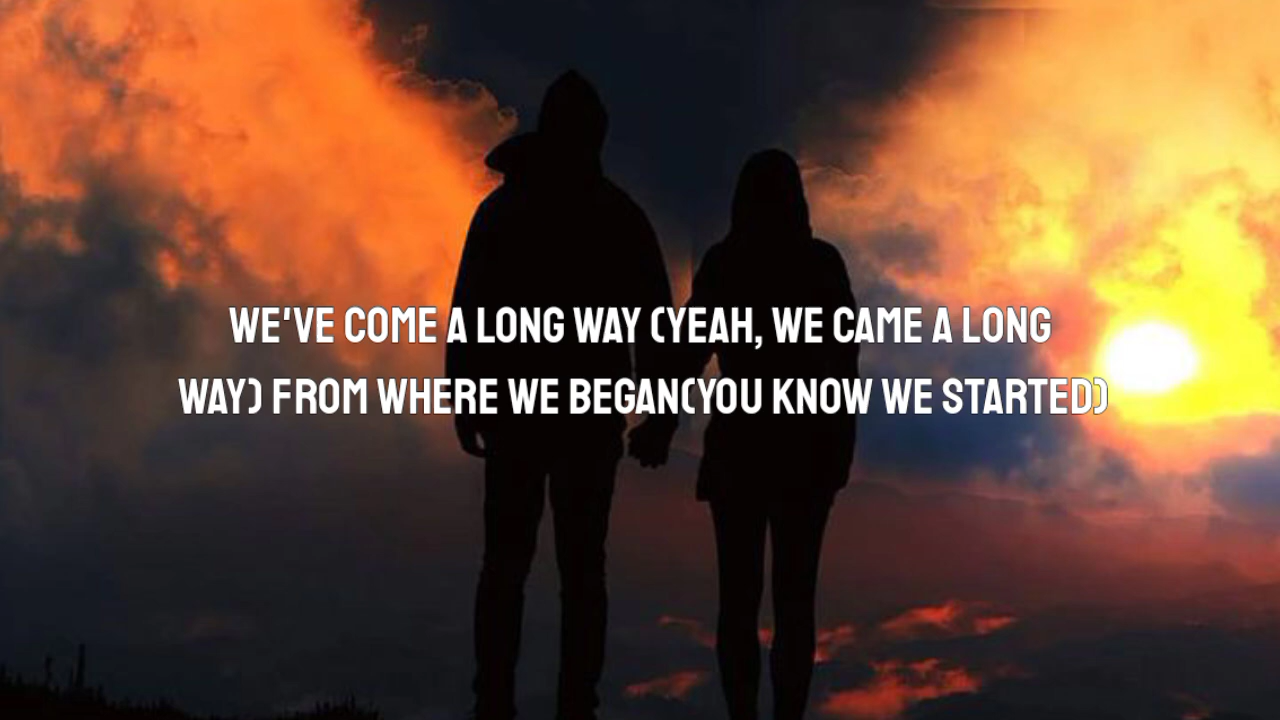 WE'VE COME A LONG WAY (YEAH, WE CAME A LONG
WAY) FROM WHERE WE BEGAN(YOU KNOW WE STARTED)